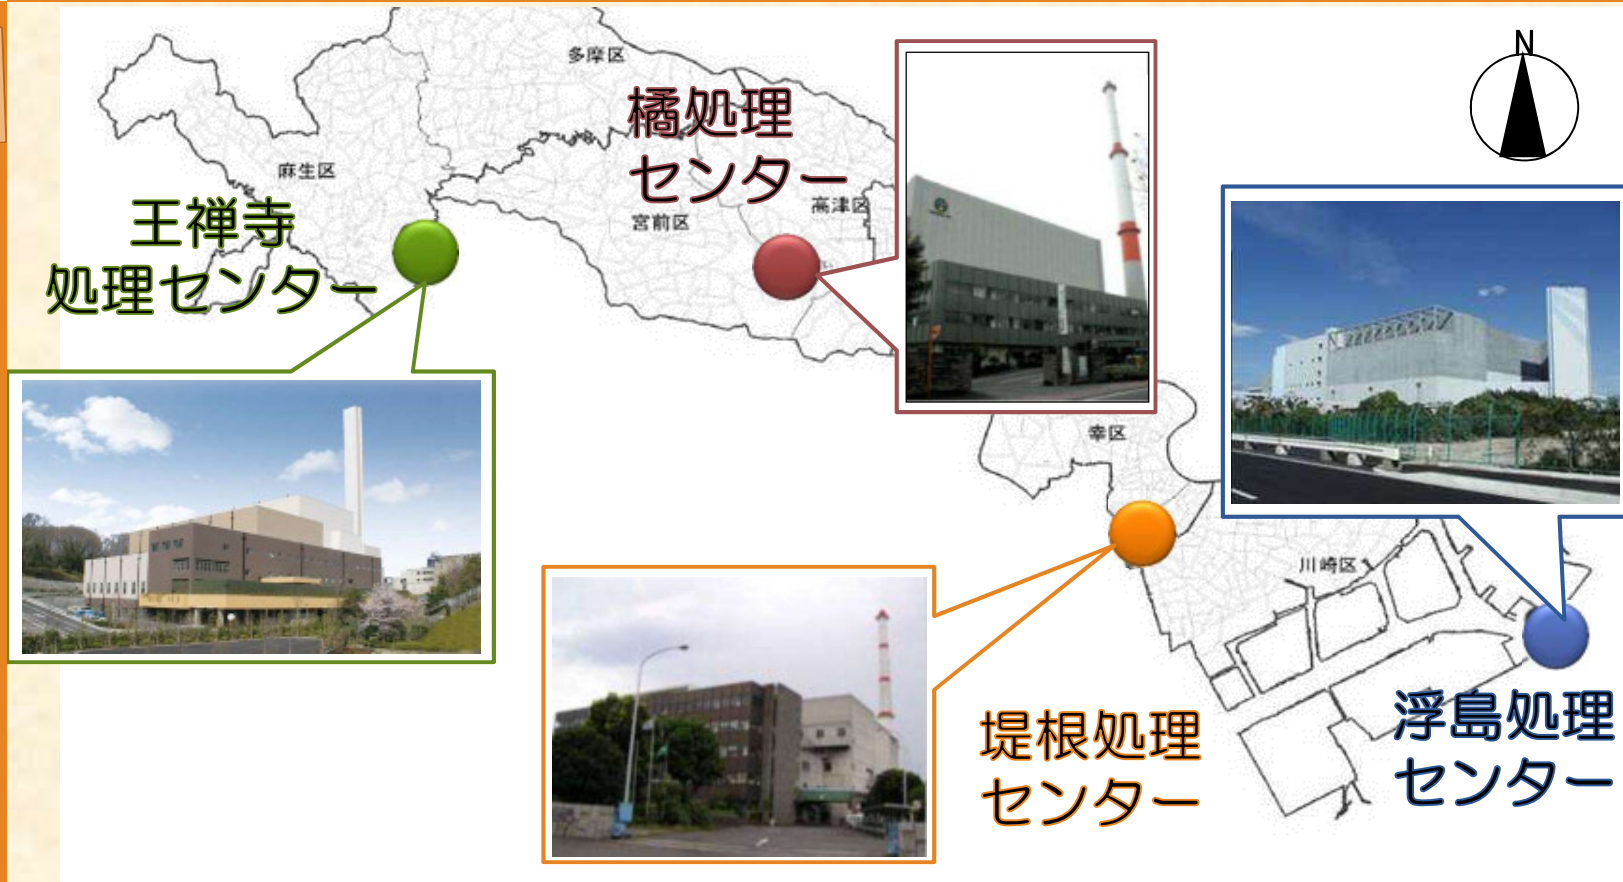 N
多摩区
橘処理
センター
麻生区
高津区
宮前区
王禅寺
処理センター
幸区
川崎区
堤根処理
センター
浮島処理
センター